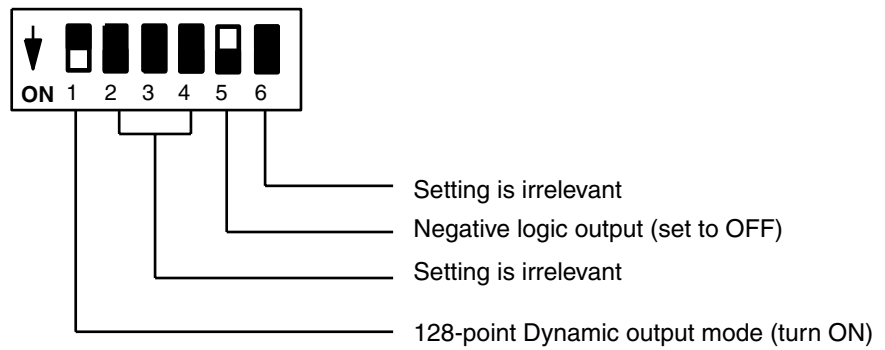 ON 1 2 3 4 5 6
Setting is irrelevant
Negative logic output (set to OFF)
Setting is irrelevant
128-point Dynamic output mode (turn ON)